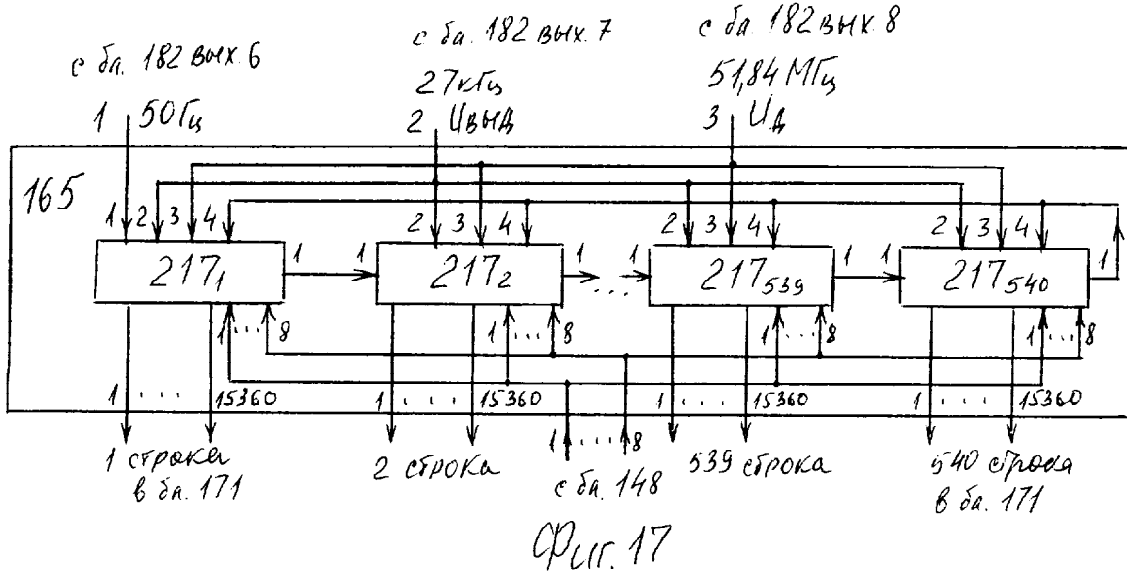 с бл. 182 вых. 6
с бл. 182 вых. 7
с бл. 182 вых. 8
1 50Гц
27кГц
2 Uвыд
51,84 МГц
3 Uд
165
1 2 3 4
2 3 4
2 3 4
2 3 4
217₁ 1
1 217₂ 1
... 1 217₅₃₉ 1
1 217₅₄₀ 1
1 ... 8
1 ... 8
1 ... 8
1 ... 8
1 .... 15360
1 .... 15360
1 .... 15360
1 .... 15360
1 .... 8
1 строка
в бл. 171
2 строка
с бл. 148
539 строка
540 строка
в бл. 171
Фиг. 17